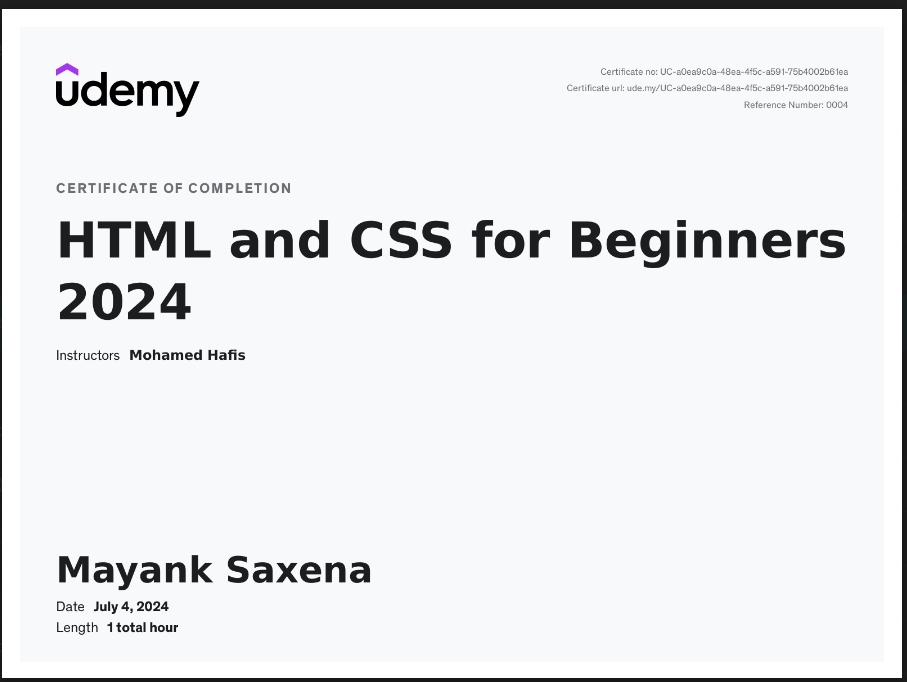 udemy
Certificate no: UC-a0ea9c0a-48ea-4f5c-a591-75b4002b61ea
Certificate url: ude.my/UC-a0ea9c0a-48ea-4f5c-a591-75b4002b61ea
Reference Number: 0004
CERTIFICATE OF COMPLETION
HTML and CSS for Beginners
2024
Instructors Mohamed Hafis
Mayank Saxena
Date July 4, 2024
Length 1 total hour